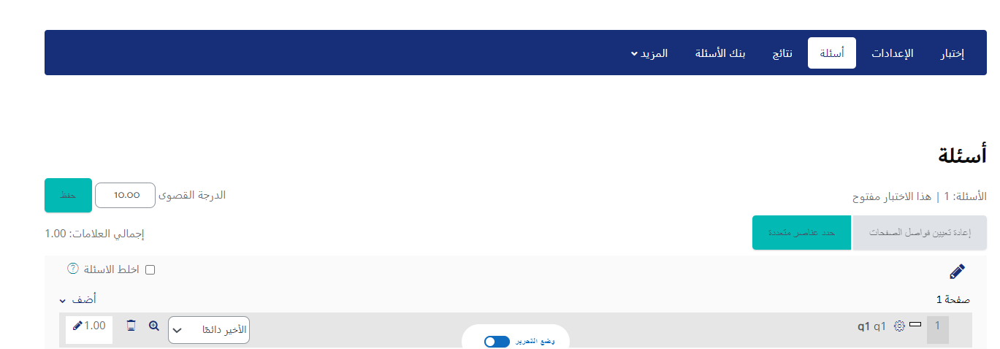 إختبار الإعدادات أسئلة نتائج بنك الأسئلة المزيد
أسئلة
الأسئلة: 1 | هذا الاختبار مفتوح
الدرجة القصوى 10.00 حفظ
إعادة تعيين فواصل الصفحات حدد عناصر متعددة
إجمالي العلامات: 1.00
اخلط الاسئلة
صفحة 1
أضف
1 q1 q1 الأخير دائمًا 1.00
وضع التحرير